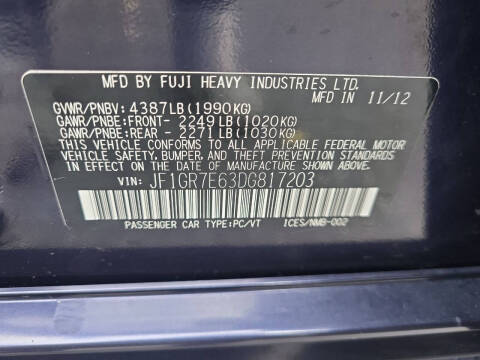 MFD BY FUJI HEAVY INDUSTRIES LTD.
MFD IN 11/12
GVWR/PNBV: 4387LB (1990KG)
GAWR/PNBE:FRONT- 2249LB (1020KG)
GAWR/PNBE:REAR - 2271LB (1030KG)
THIS VEHICLE CONFORMS TO ALL APPLICABLE FEDERAL MOTOR
VEHICLE SAFETY, BUMPER, AND THEFT PREVENTION STANDARDS
IN EFFECT ON THE DATE OF MANUFACTURE SHOWN ABOVE.
VIN: JF1GR7E63DG817203
PASSENGER CAR TYPE:PC/VT ICES/NMB-002